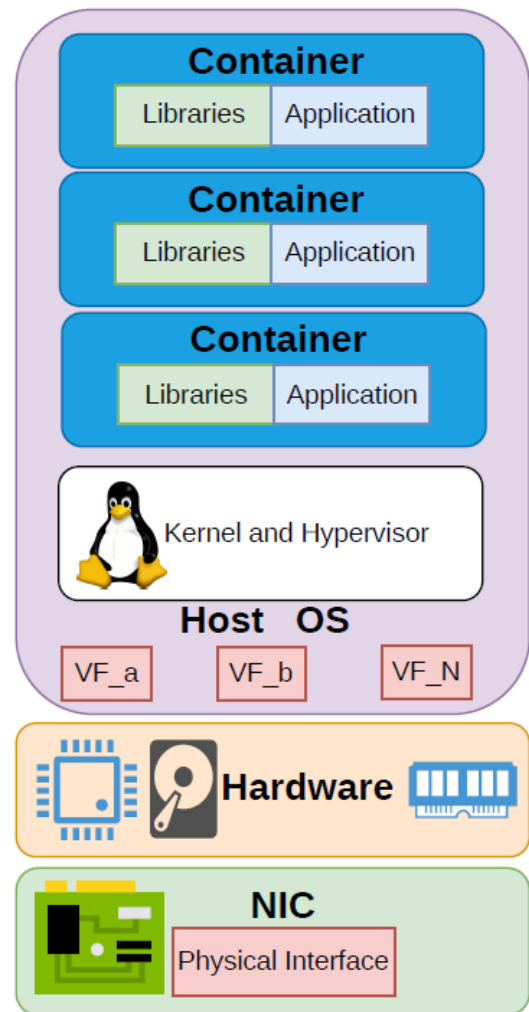 Container
Libraries Application
Container
Libraries Application
Container
Libraries Application
Kernel and Hypervisor
Host OS
VF_a VF_b VF_N
Hardware
NIC
Physical Interface